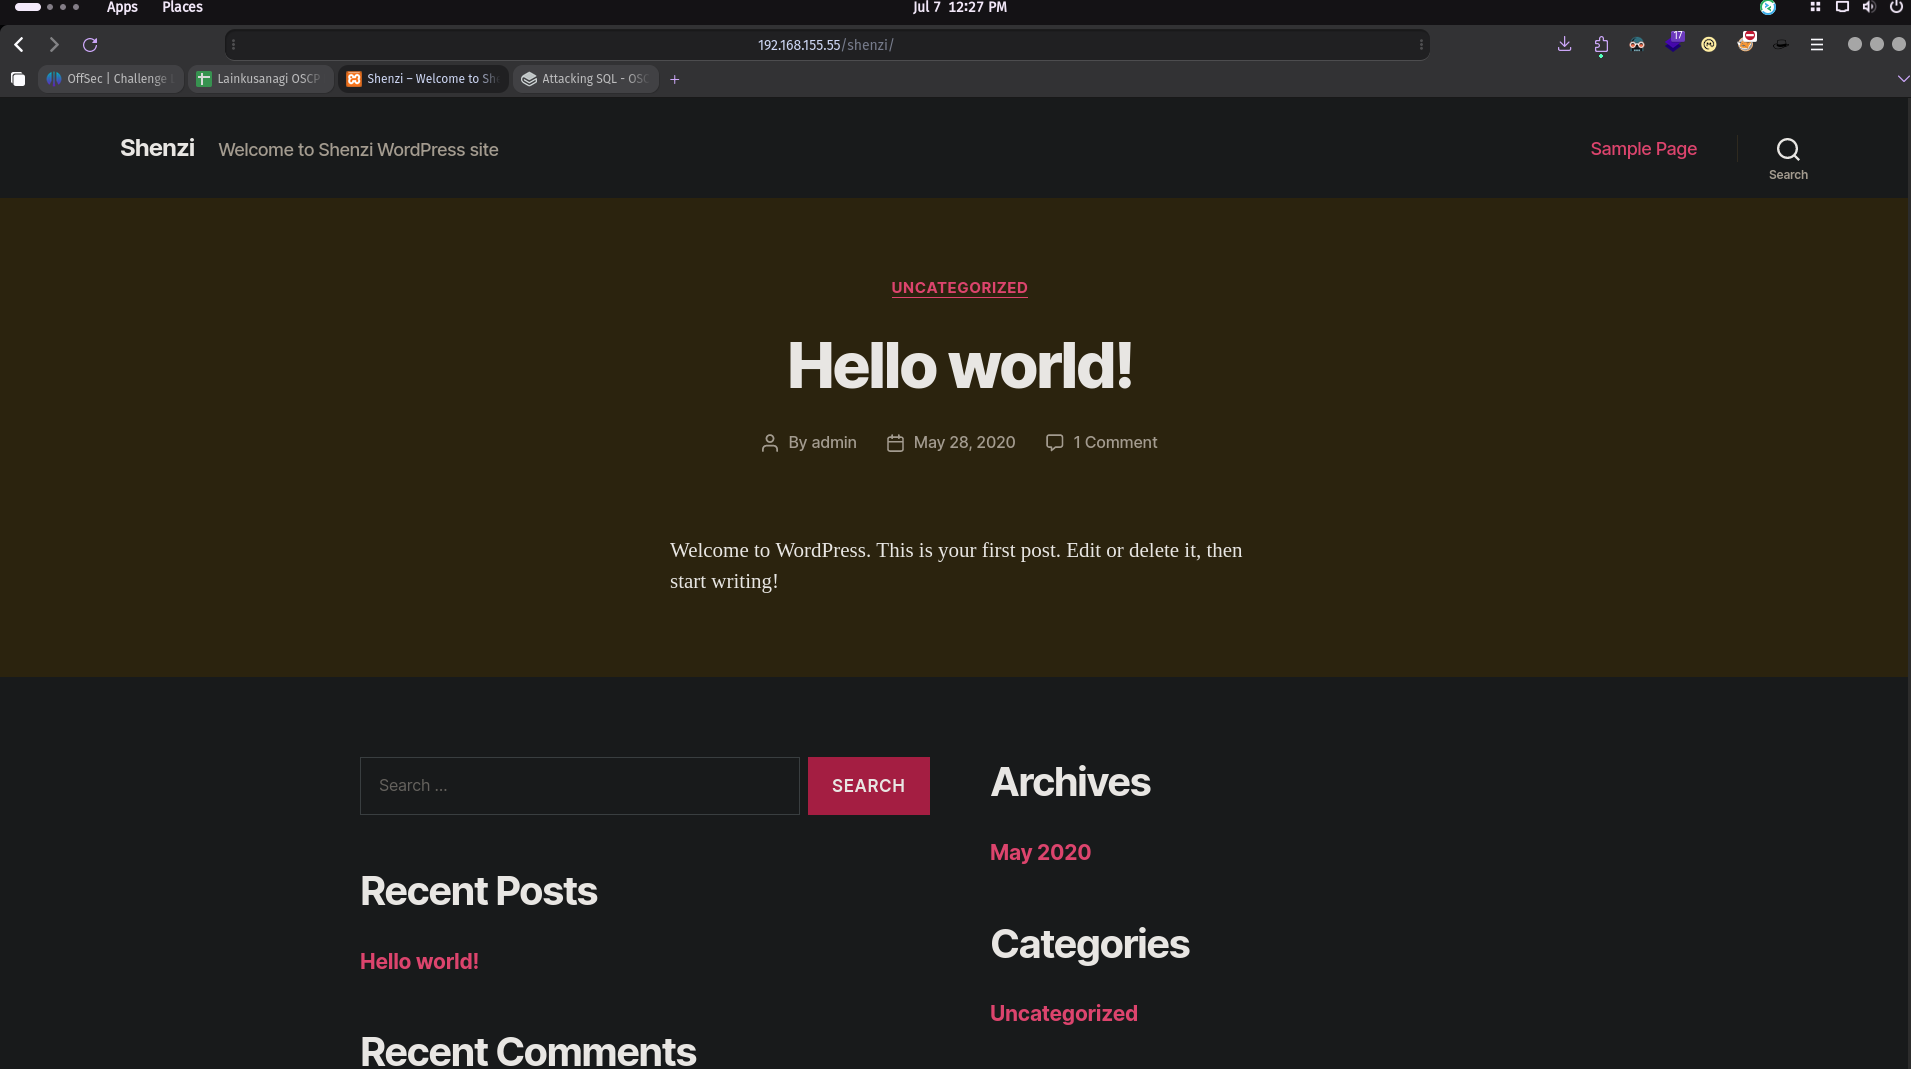 Apps Places Jul 7 12:27 PM
192.168.155.55/shenzi/
17
OffSec | Challenge Lainkusanagi OSCP Shenzi – Welcome to Sh Attacking SQL - OSC +
Shenzi Welcome to Shenzi WordPress site Sample Page
Search
UNCATEGORIZED
Hello world!
By admin May 28, 2020 1 Comment
Welcome to WordPress. This is your first post. Edit or delete it, then
start writing!
Search …
SEARCH
Recent Posts
Hello world!
Recent Comments
Archives
May 2020
Categories
Uncategorized